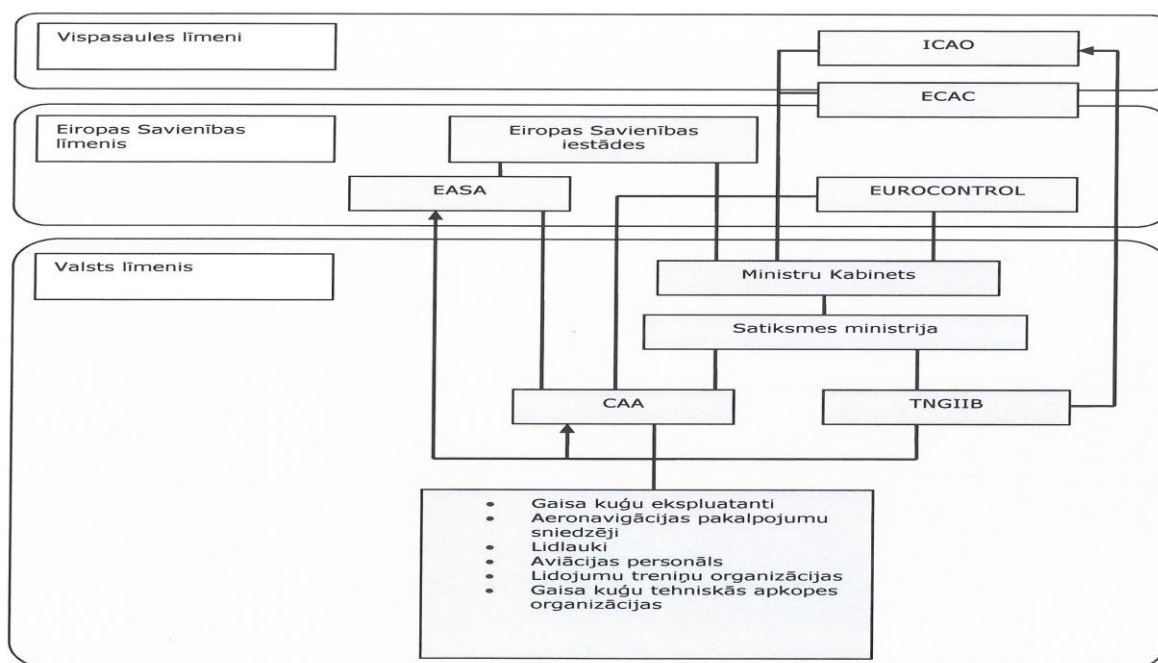 Vispasaules līmeni
ICAO
ECAC
Eiropas Savienības
līmenis
Eiropas Savienības
iestādes
EASA
EUROCONTROL
Valsts līmenis
Ministru Kabinets
Satiksmes ministrija
CAA
TNGIIB
• Gaisa kuģu ekspluatanti
• Aeronavigācijas pakalpojumu
sniedzēji
• Lidlauki
• Aviācijas personāls
• Lidojumu treniņu organizācijas
• Gaisa kuģu tehniskās apkopes
organizācijas